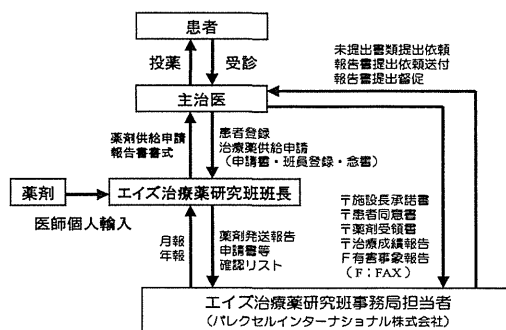 患者
投薬
受診
未提出書類提出依頼
報告書提出依頼送付
報告書提出督促
主治医
薬剤供給申請
報告書書式
患者登録
治療薬供給申請
（申請書・班員登録・念書）
薬剤
エイズ治療薬研究班班長
医師個人輸入
〒施設長承諾書
〒患者同意書
〒薬剤受領書
〒治療成績報告
F有害事象報告
（F：FAX）
月報
年報
薬剤発送報告
申請書等
確認リスト
エイズ治療薬研究班事務局担当者
（パレクセルインターナショナル株式会社）